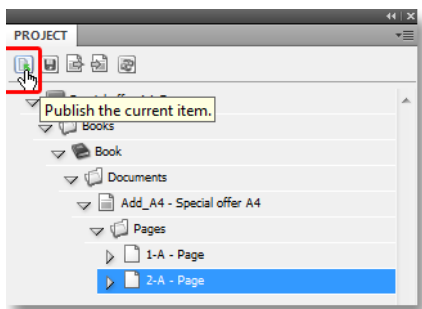 PROJECT
Publish the current item.
Books
Book
Documents
Add_A4 - Special offer A4
Pages
1-A - Page
2-A - Page